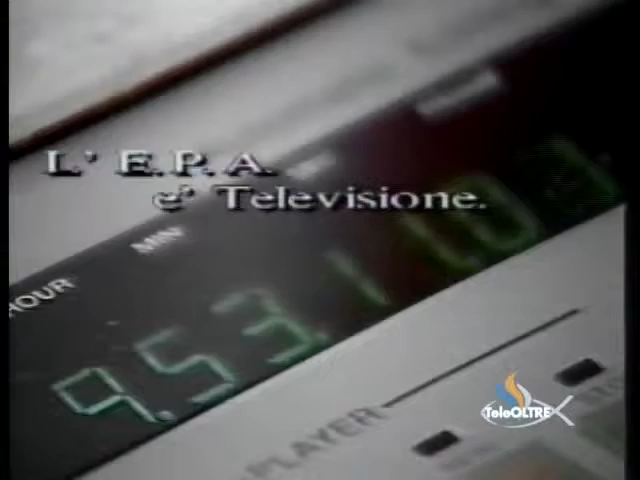 L' E.P.A.
e' Televisione.
MIN
HOUR
9.53.
PLAYER
TeleOLTRE